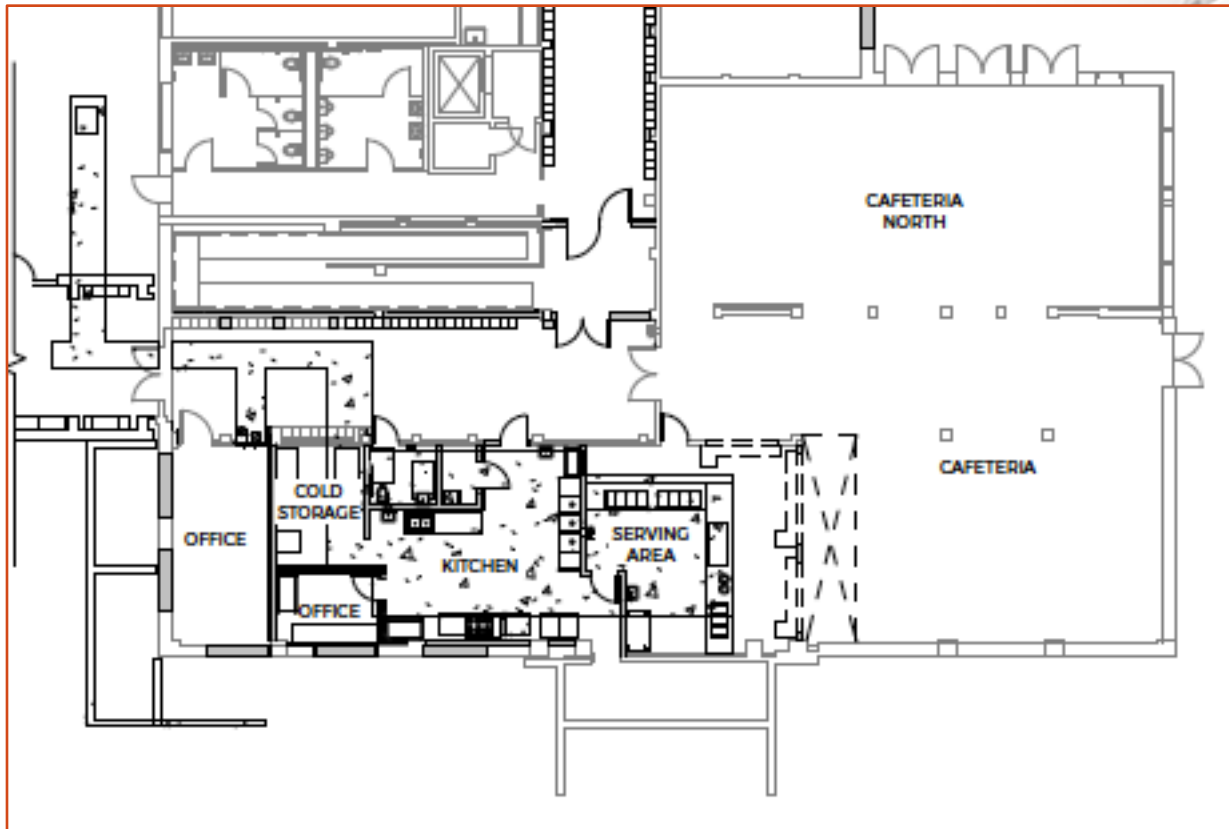 CAFETERIA
NORTH
CAFETERIA
COLD
STORAGE
OFFICE
KITCHEN
SERVING
AREA
OFFICE